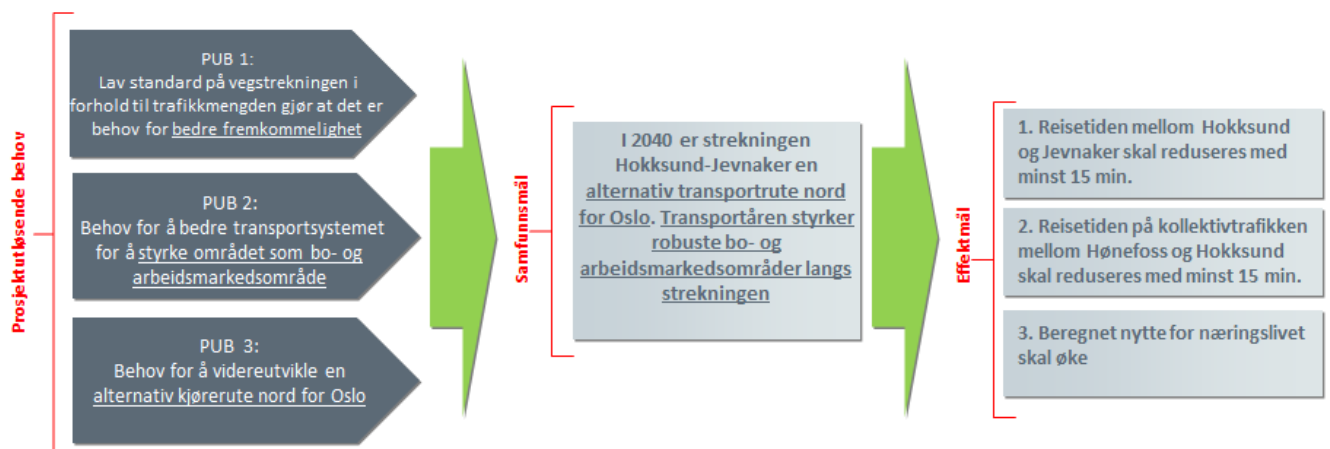 Prosjektutløsende behov
PUB 1:
Lav standard på vegstrekningen i
forhold til trafikkmengden gjør at det er
behov for bedre fremkommelighet
PUB 2:
Behov for å bedre transportsystemet
for å styrke området som bo- og
arbeidsmarkedsområde
PUB 3:
Behov for å videreutvikle en
alternativ kjørerute nord for Oslo
Samfunnsmål
I 2040 er strekningen
Hokksund-Jevnaker en
alternativ transportrute nord
for Oslo. Transportåren styrker
robuste bo- og
arbeidsmarkedsområder langs
strekningen
Effektmål
1. Reisetiden mellom Hokksund
og Jevnaker skal reduseres med
minst 15 min.
2. Reisetiden på kollektivtrafikken
mellom Hønefoss og Hokksund
skal reduseres med minst 15 min.
3. Beregnet nytte for næringslivet
skal øke